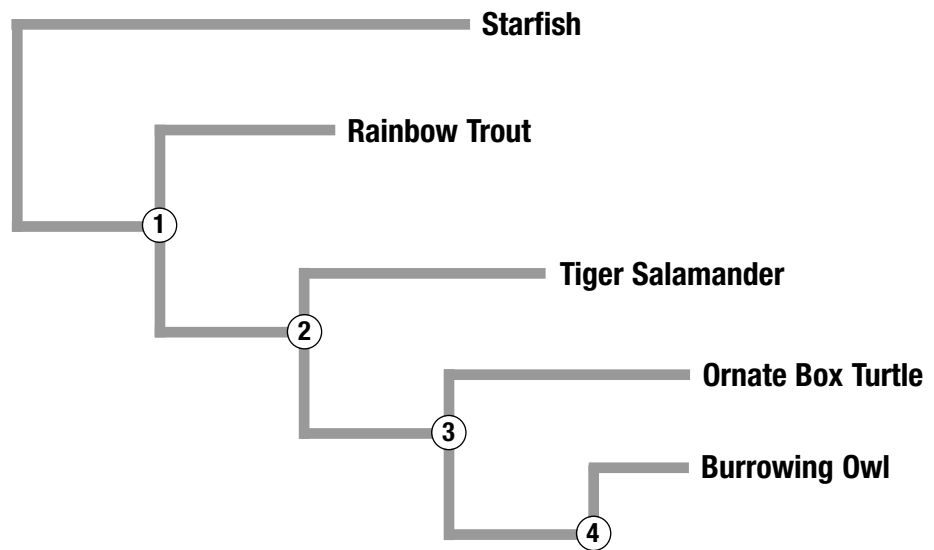 Starfish
Rainbow Trout
1
Tiger Salamander
2
Ornate Box Turtle
3
Burrowing Owl
4